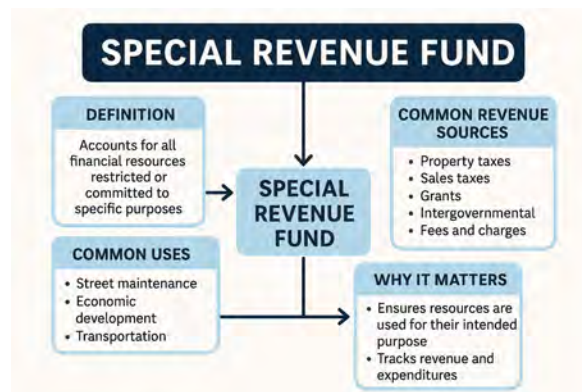 SPECIAL REVENUE FUND
DEFINITION
Accounts for all
financial resources
restricted or
committed to
specific purposes
SPECIAL
REVENUE
FUND
COMMON REVENUE
SOURCES
• Property taxes
• Sales taxes
• Grants
• Intergovernmental
• Fees and charges
COMMON USES
• Street maintenance
• Economic
development
• Transportation
WHY IT MATTERS
• Ensures resources are
used for their intended
purpose
• Tracks revenue and
expenditures